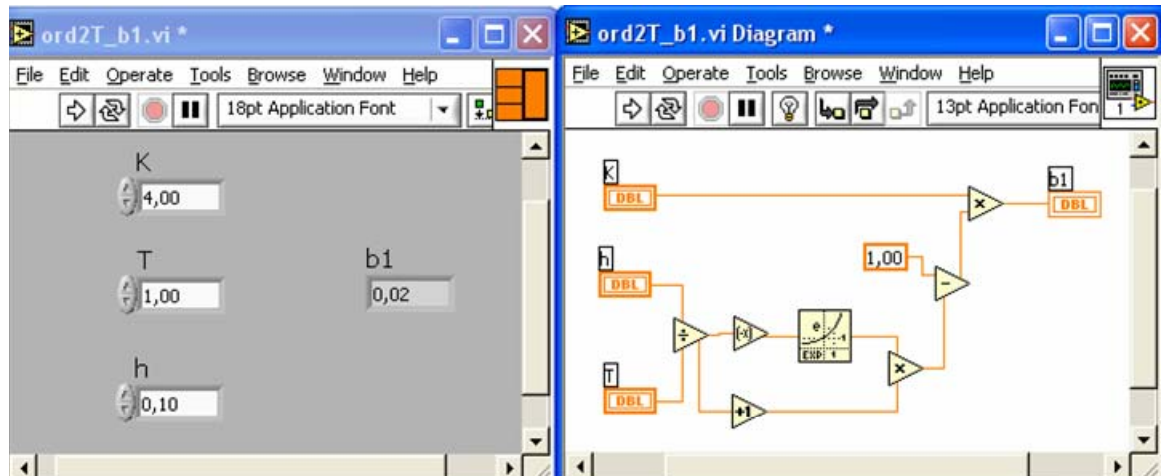 ord2T_b1.vi *
File Edit Operate Tools Browse Window Help
18pt Application Font
K
4,00
T
1,00
b1
0,02
h
0,10
ord2T_b1.vi Diagram *
File Edit Operate Tools Browse Window Help
13pt Application Fon
1
K
DBL
b1
DBL
×
h
DBL
1,00
-
÷
(-x)
e
EXP
×
T
DBL
+1